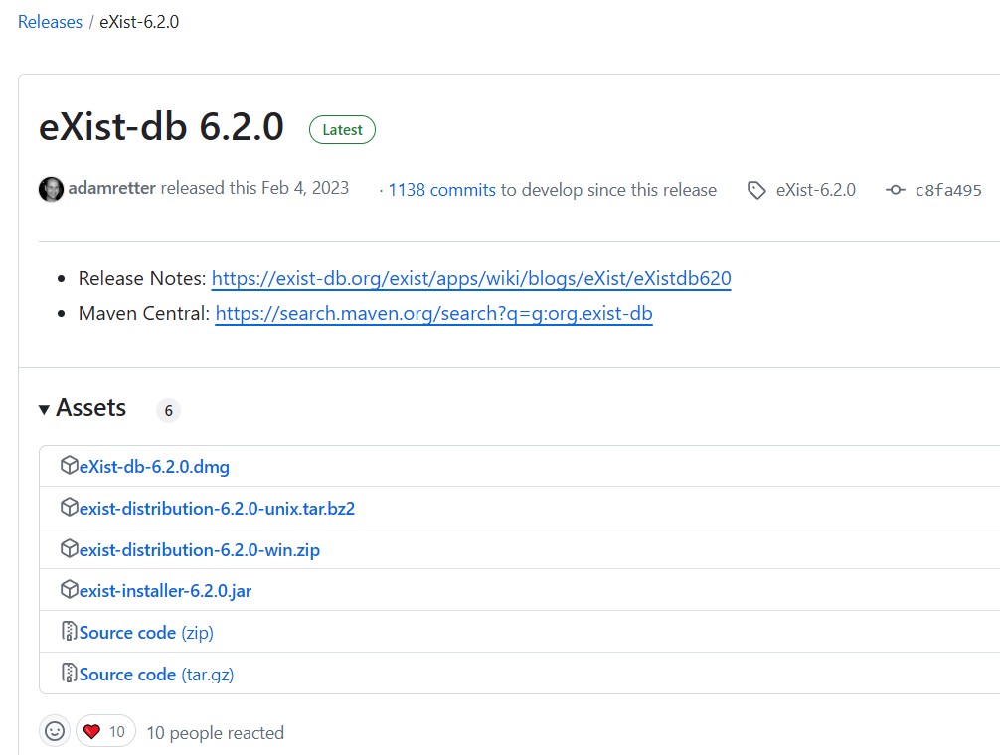 Releases / eXist-6.2.0
eXist-db 6.2.0 Latest
adamretter released this Feb 4, 2023 · 1138 commits to develop since this release eXist-6.2.0 c8fa495
• Release Notes: https://exist-db.org/exist/apps/wiki/blogs/eXist/eXistdb620
• Maven Central: https://search.maven.org/search?q=g:org.exist-db
▼ Assets 6
eXist-db-6.2.0.dmg
exist-distribution-6.2.0-unix.tar.bz2
exist-distribution-6.2.0-win.zip
exist-installer-6.2.0.jar
Source code (zip)
Source code (tar.gz)
10 10 people reacted